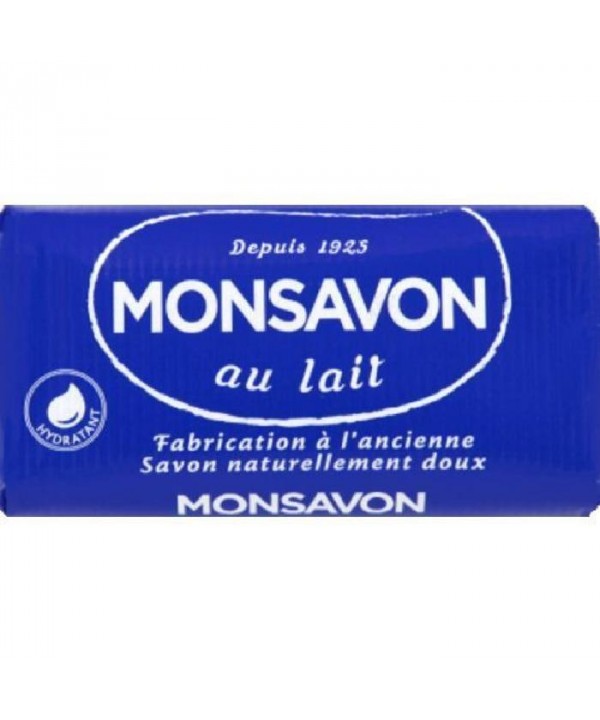 Depuis 1925
MONSAVON
au lait
HYDRATANT
Fabrication à l'ancienne
Savon naturellement doux
MONSAVON